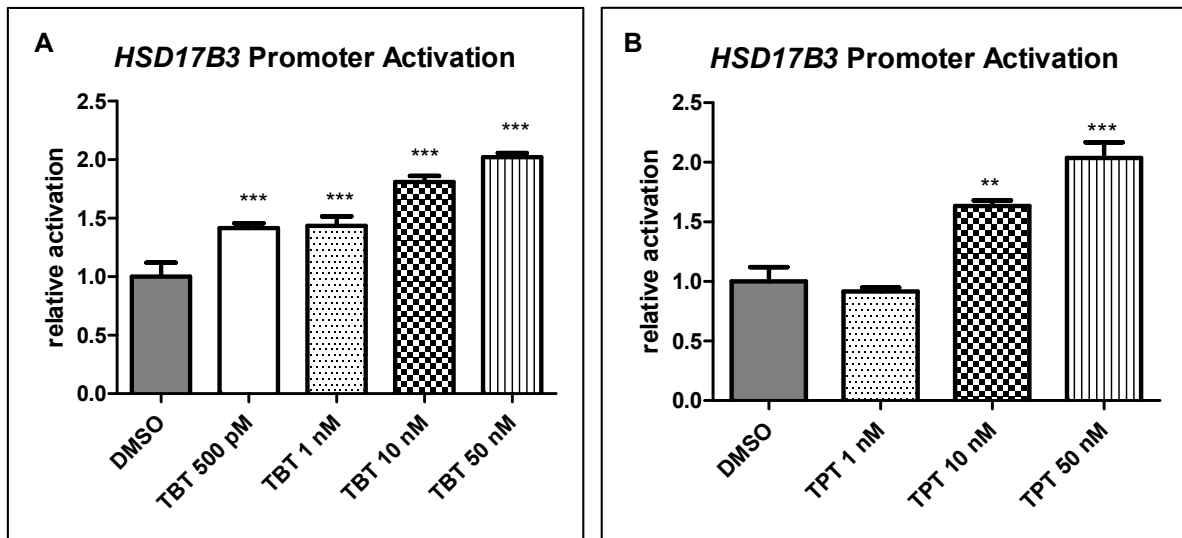 A
HSD17B3 Promoter Activation
relative activation
2.5
2.0
1.5
1.0
0.5
0.0
***
***
***
***
DMSO
TBT 500 pM
TBT 1 nM
TBT 10 nM
TBT 50 nM
B
HSD17B3 Promoter Activation
relative activation
2.5
2.0
1.5
1.0
0.5
0.0
**
***
DMSO
TPT 1 nM
TPT 10 nM
TPT 50 nM